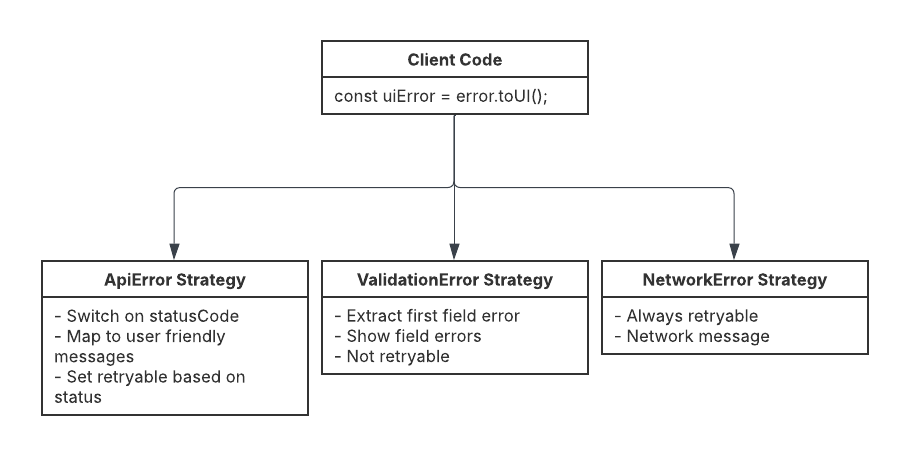 Client Code
const uiError = error.toUI();
ApiError Strategy
- Switch on statusCode
- Map to user friendly
messages
- Set retryable based on
status
ValidationError Strategy
- Extract first field error
- Show field errors
- Not retryable
NetworkError Strategy
- Always retryable
- Network message